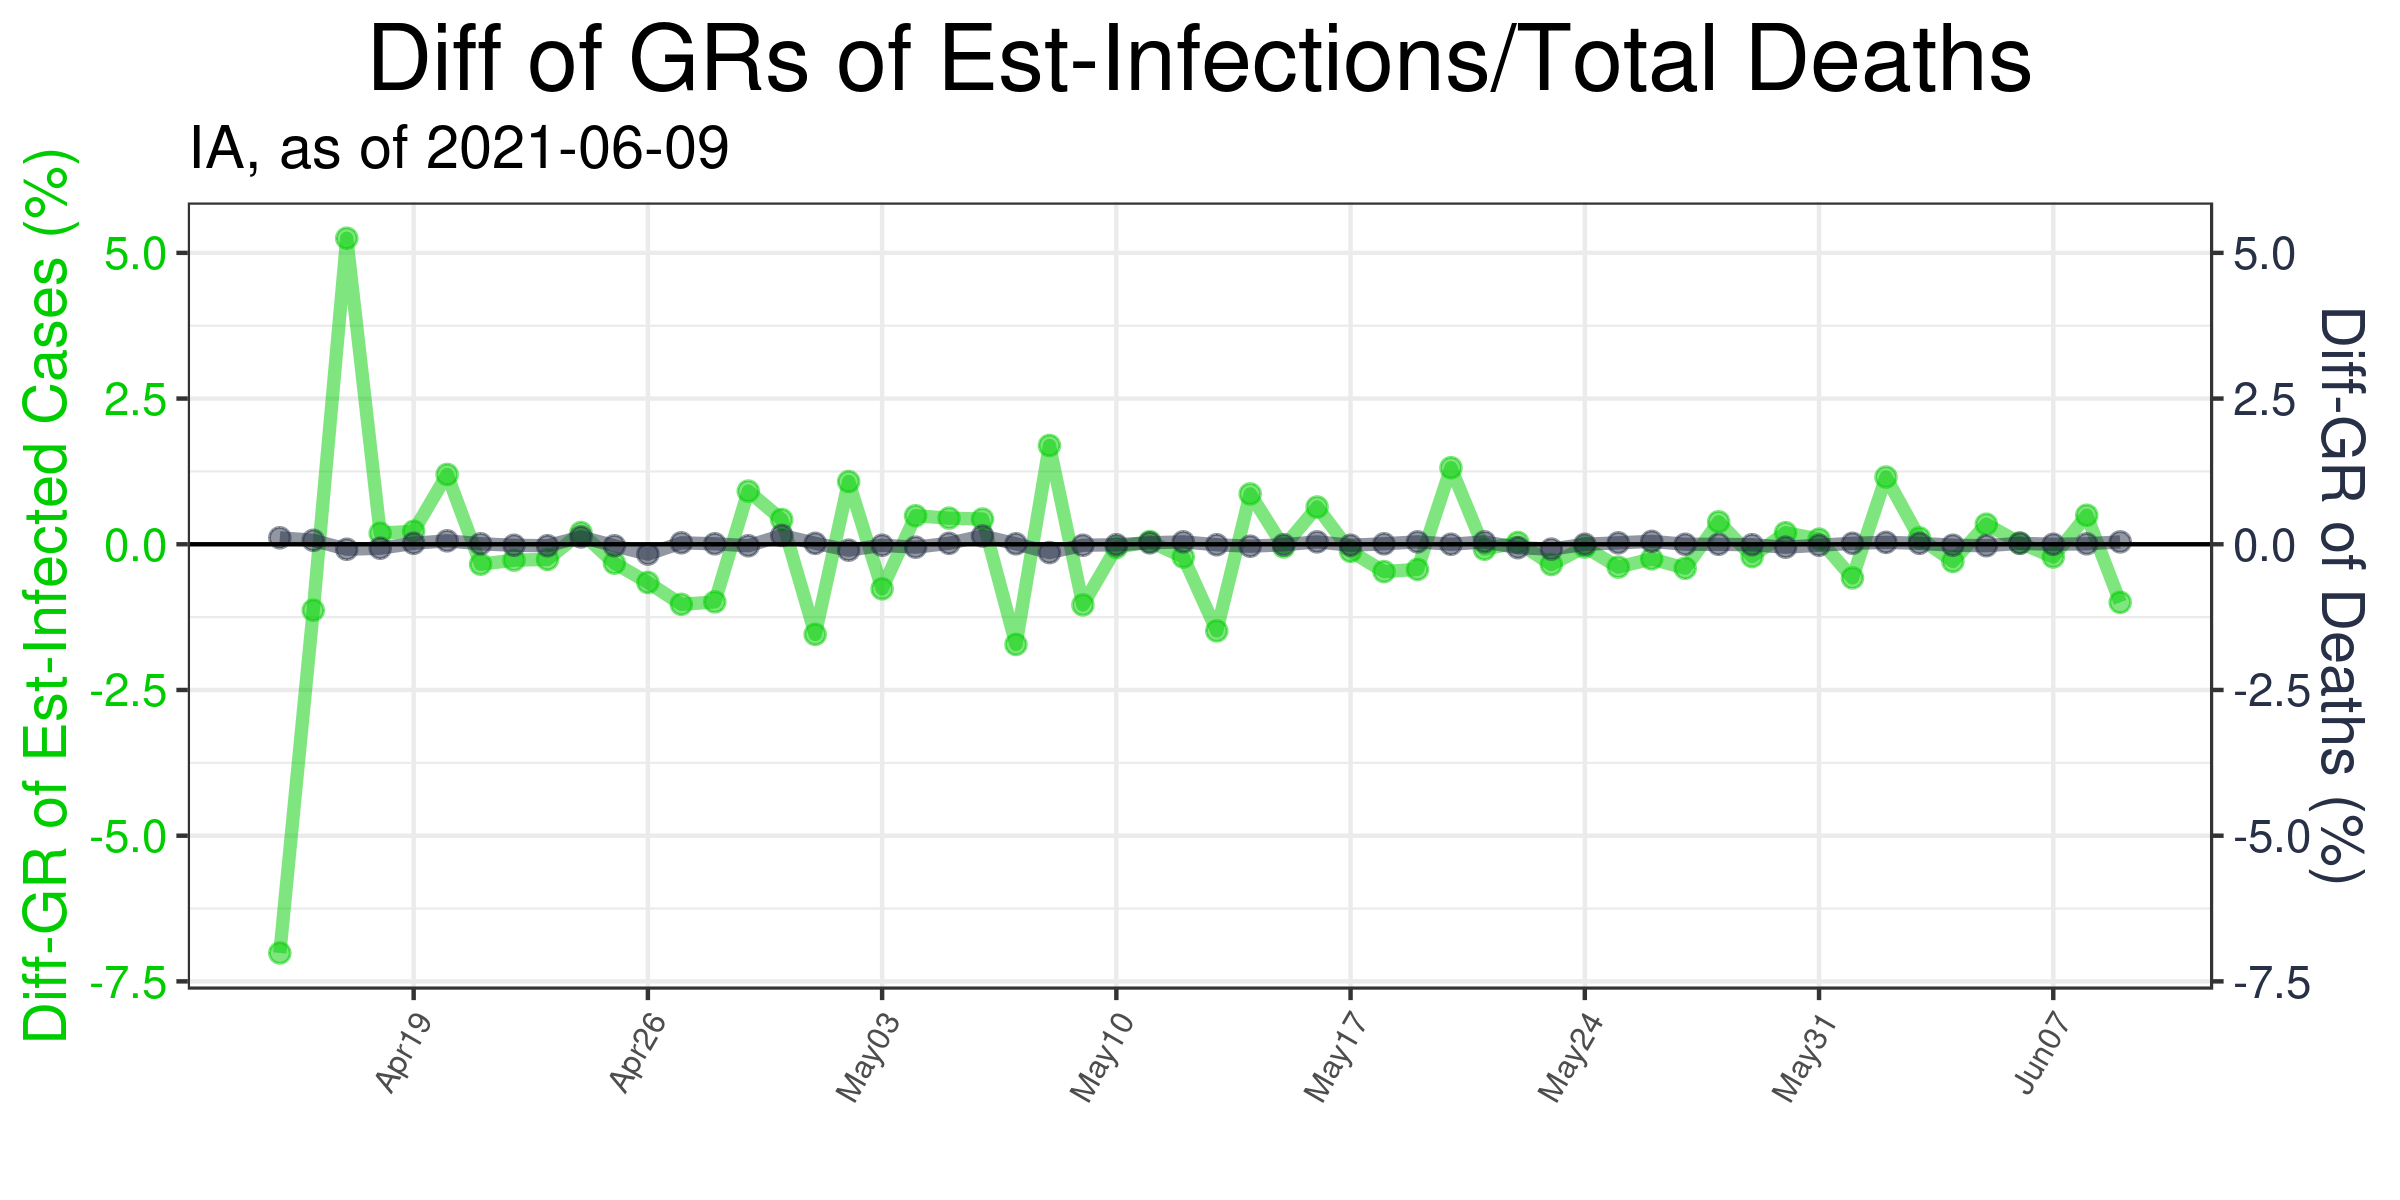 Diff of GRs of Est-Infections/Total Deaths
IA, as of 2021-06-09
Diff-GR of Est-Infected Cases (%)
5.0
2.5
0.0
-2.5
-5.0
-7.5
5.0
2.5
0.0
-2.5
-5.0
-7.5
Diff-GR of Deaths (%)
Apr19
Apr26
May03
May10
May17
May24
May31
Jun07